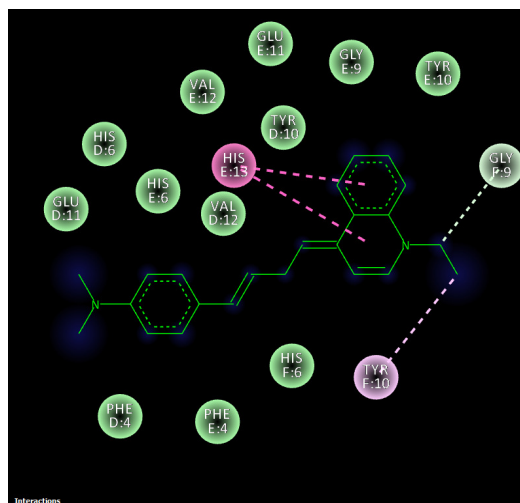 GLU
E:11
GLY
E:9
TYR
E:10
VAL
E:12
TYR
D:10
HIS
D:6
HIS
E:13
GLY
F:9
HIS
E:6
GLU
D:11
VAL
D:12
N
N
HIS
F:6
TYR
F:10
PHE
D:4
PHE
E:4
Interactions